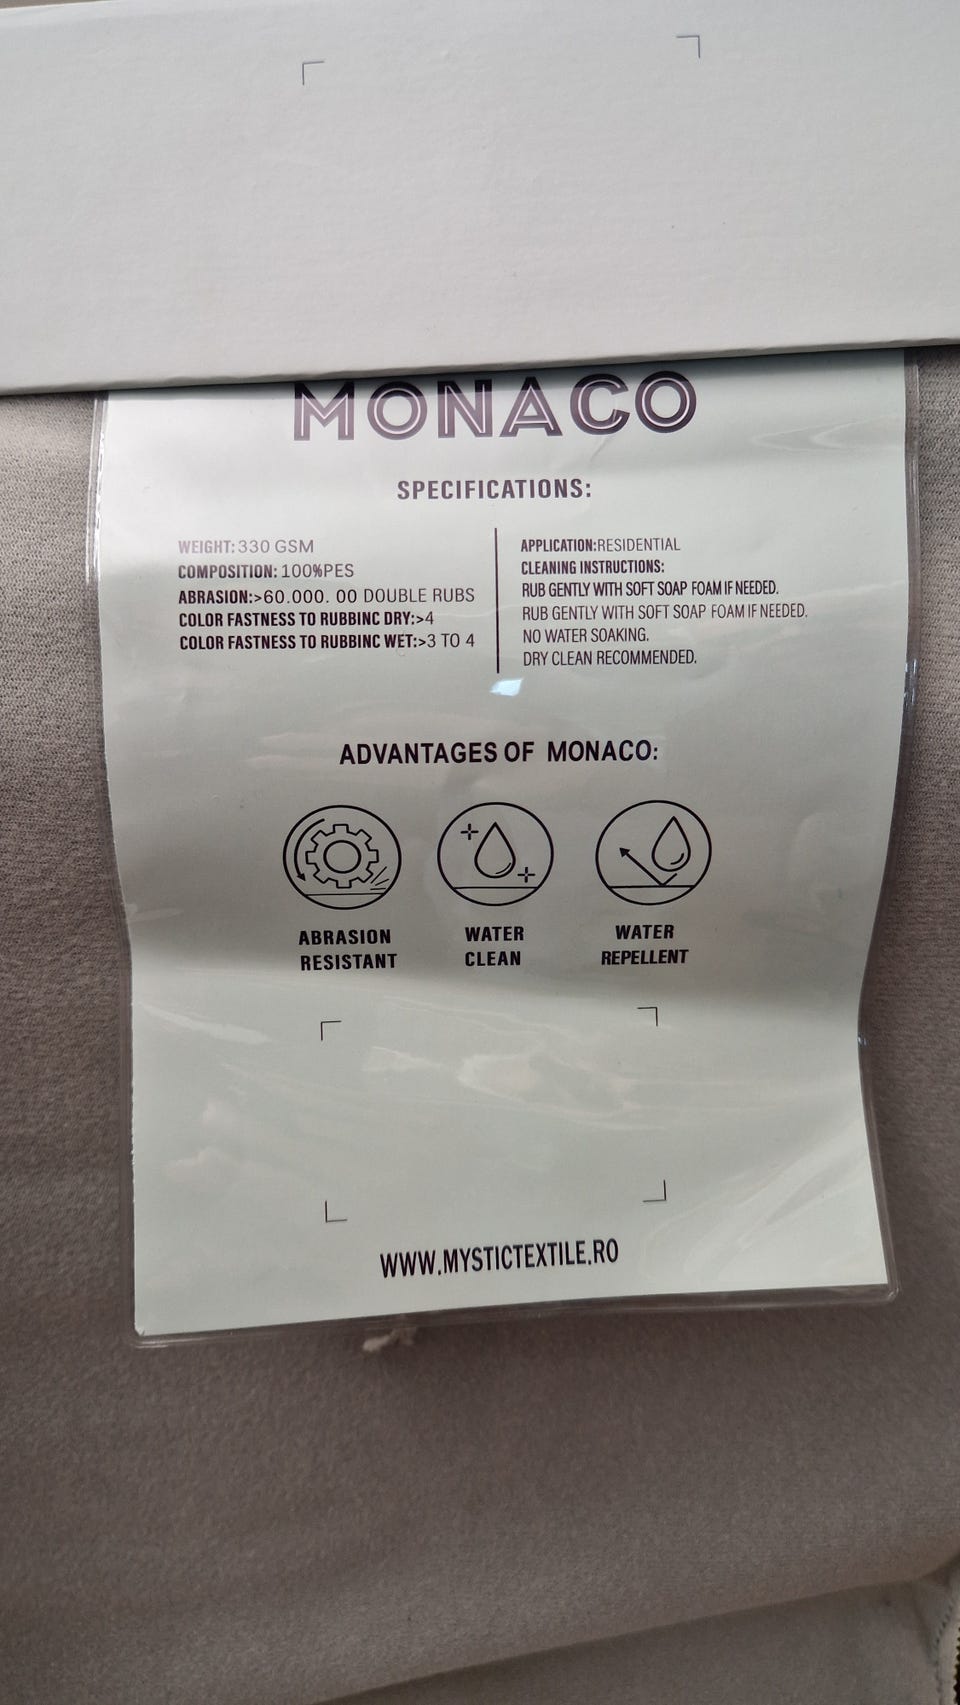 MONACO
SPECIFICATIONS:
WEIGHT:330 GSM
COMPOSITION: 100%PES
ABRASION:>60.000. 00 DOUBLE RUBS
COLOR FASTNESS TO RUBBINC DRY:>4
COLOR FASTNESS TO RUBBINC WET:>3 TO 4
APPLICATION:RESIDENTIAL
CLEANING INSTRUCTIONS:
RUB GENTLY WITH SOFT SOAP FOAM IF NEEDED.
RUB GENTLY WITH SOFT SOAP FOAM IF NEEDED.
NO WATER SOAKING.
DRY CLEAN RECOMMENDED.
ADVANTAGES OF MONACO:
ABRASION
RESISTANT
WATER
CLEAN
WATER
REPELLENT
WWW.MYSTICTEXTILE.RO